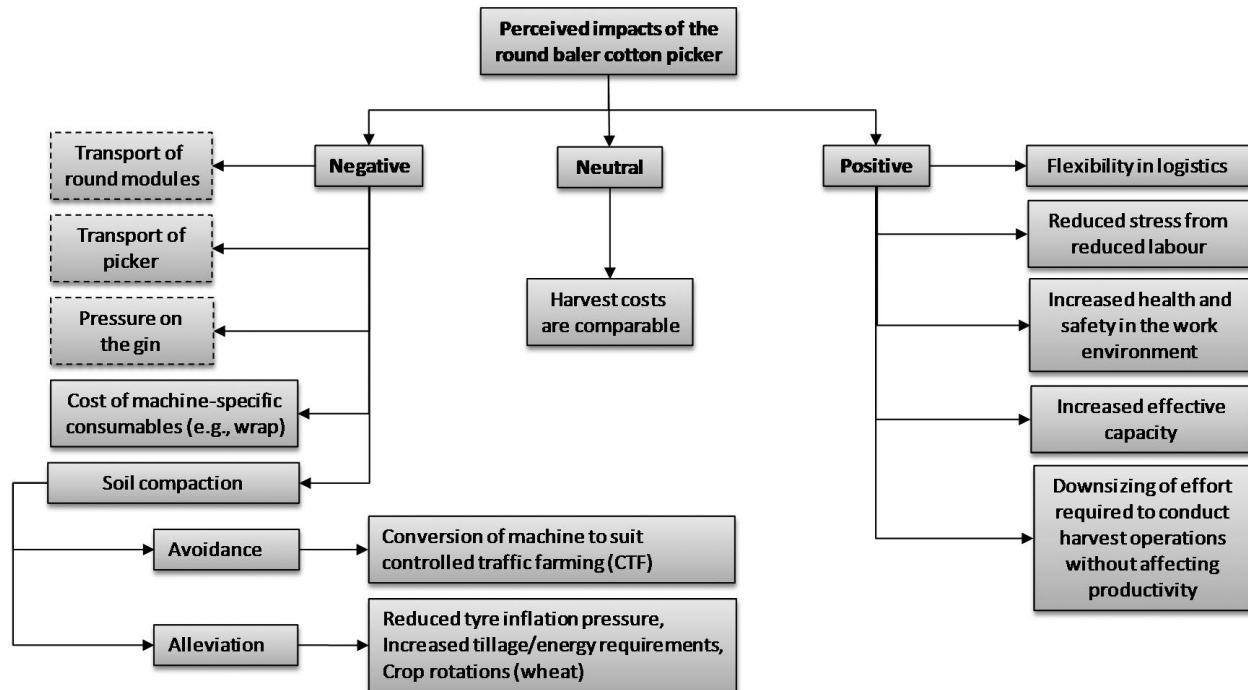 Perceived impacts of the
round baler cotton picker
Negative
Neutral
Positive
Transport of
round modules
Transport of
picker
Pressure on
the gin
Cost of machine-specific
consumables (e.g., wrap)
Soil compaction
Avoidance
Conversion of machine to suit
controlled traffic farming (CTF)
Alleviation
Reduced tyre inflation pressure,
Increased tillage/energy requirements,
Crop rotations (wheat)
Harvest costs
are comparable
Flexibility in logistics
Reduced stress from
reduced labour
Increased health and
safety in the work
environment
Increased effective
capacity
Downsizing of effort
required to conduct
harvest operations
without affecting
productivity